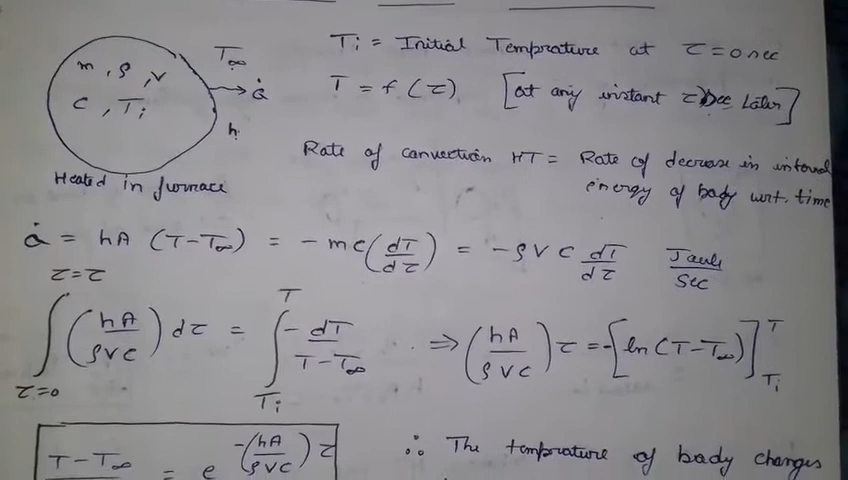 m, ρ, V
C, Ti
T∞
Q̇
h
Heated in furnace
Ti = Initial Temprature at τ = 0 sec
T = f (τ) [at any instant τ sec Later]
Rate of convection HT = Rate of decrease in internal
energy of body wrt. time
Q̇ = hA (T-T∞) = -mc(dT/dτ) = -ρVC dT/dτ Joule/Sec
∫_{τ=0}^{τ=τ} (hA/ρVC) dτ = ∫_{Ti}^{T} -dT/(T-T∞) ⇒ (hA/ρVC) τ = -[ln (T-T∞)]_{Ti}^{T}
T-T∞ = e^{-(hA/ρVC) τ} ∴ The temprature of body changes